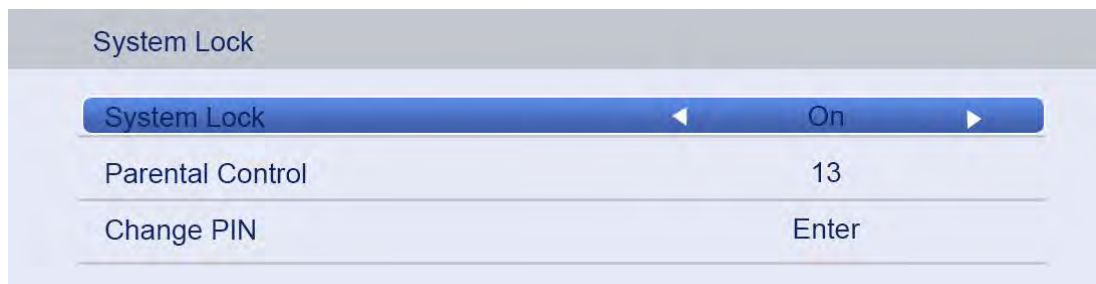 System Lock
System Lock On
Parental Control 13
Change PIN Enter